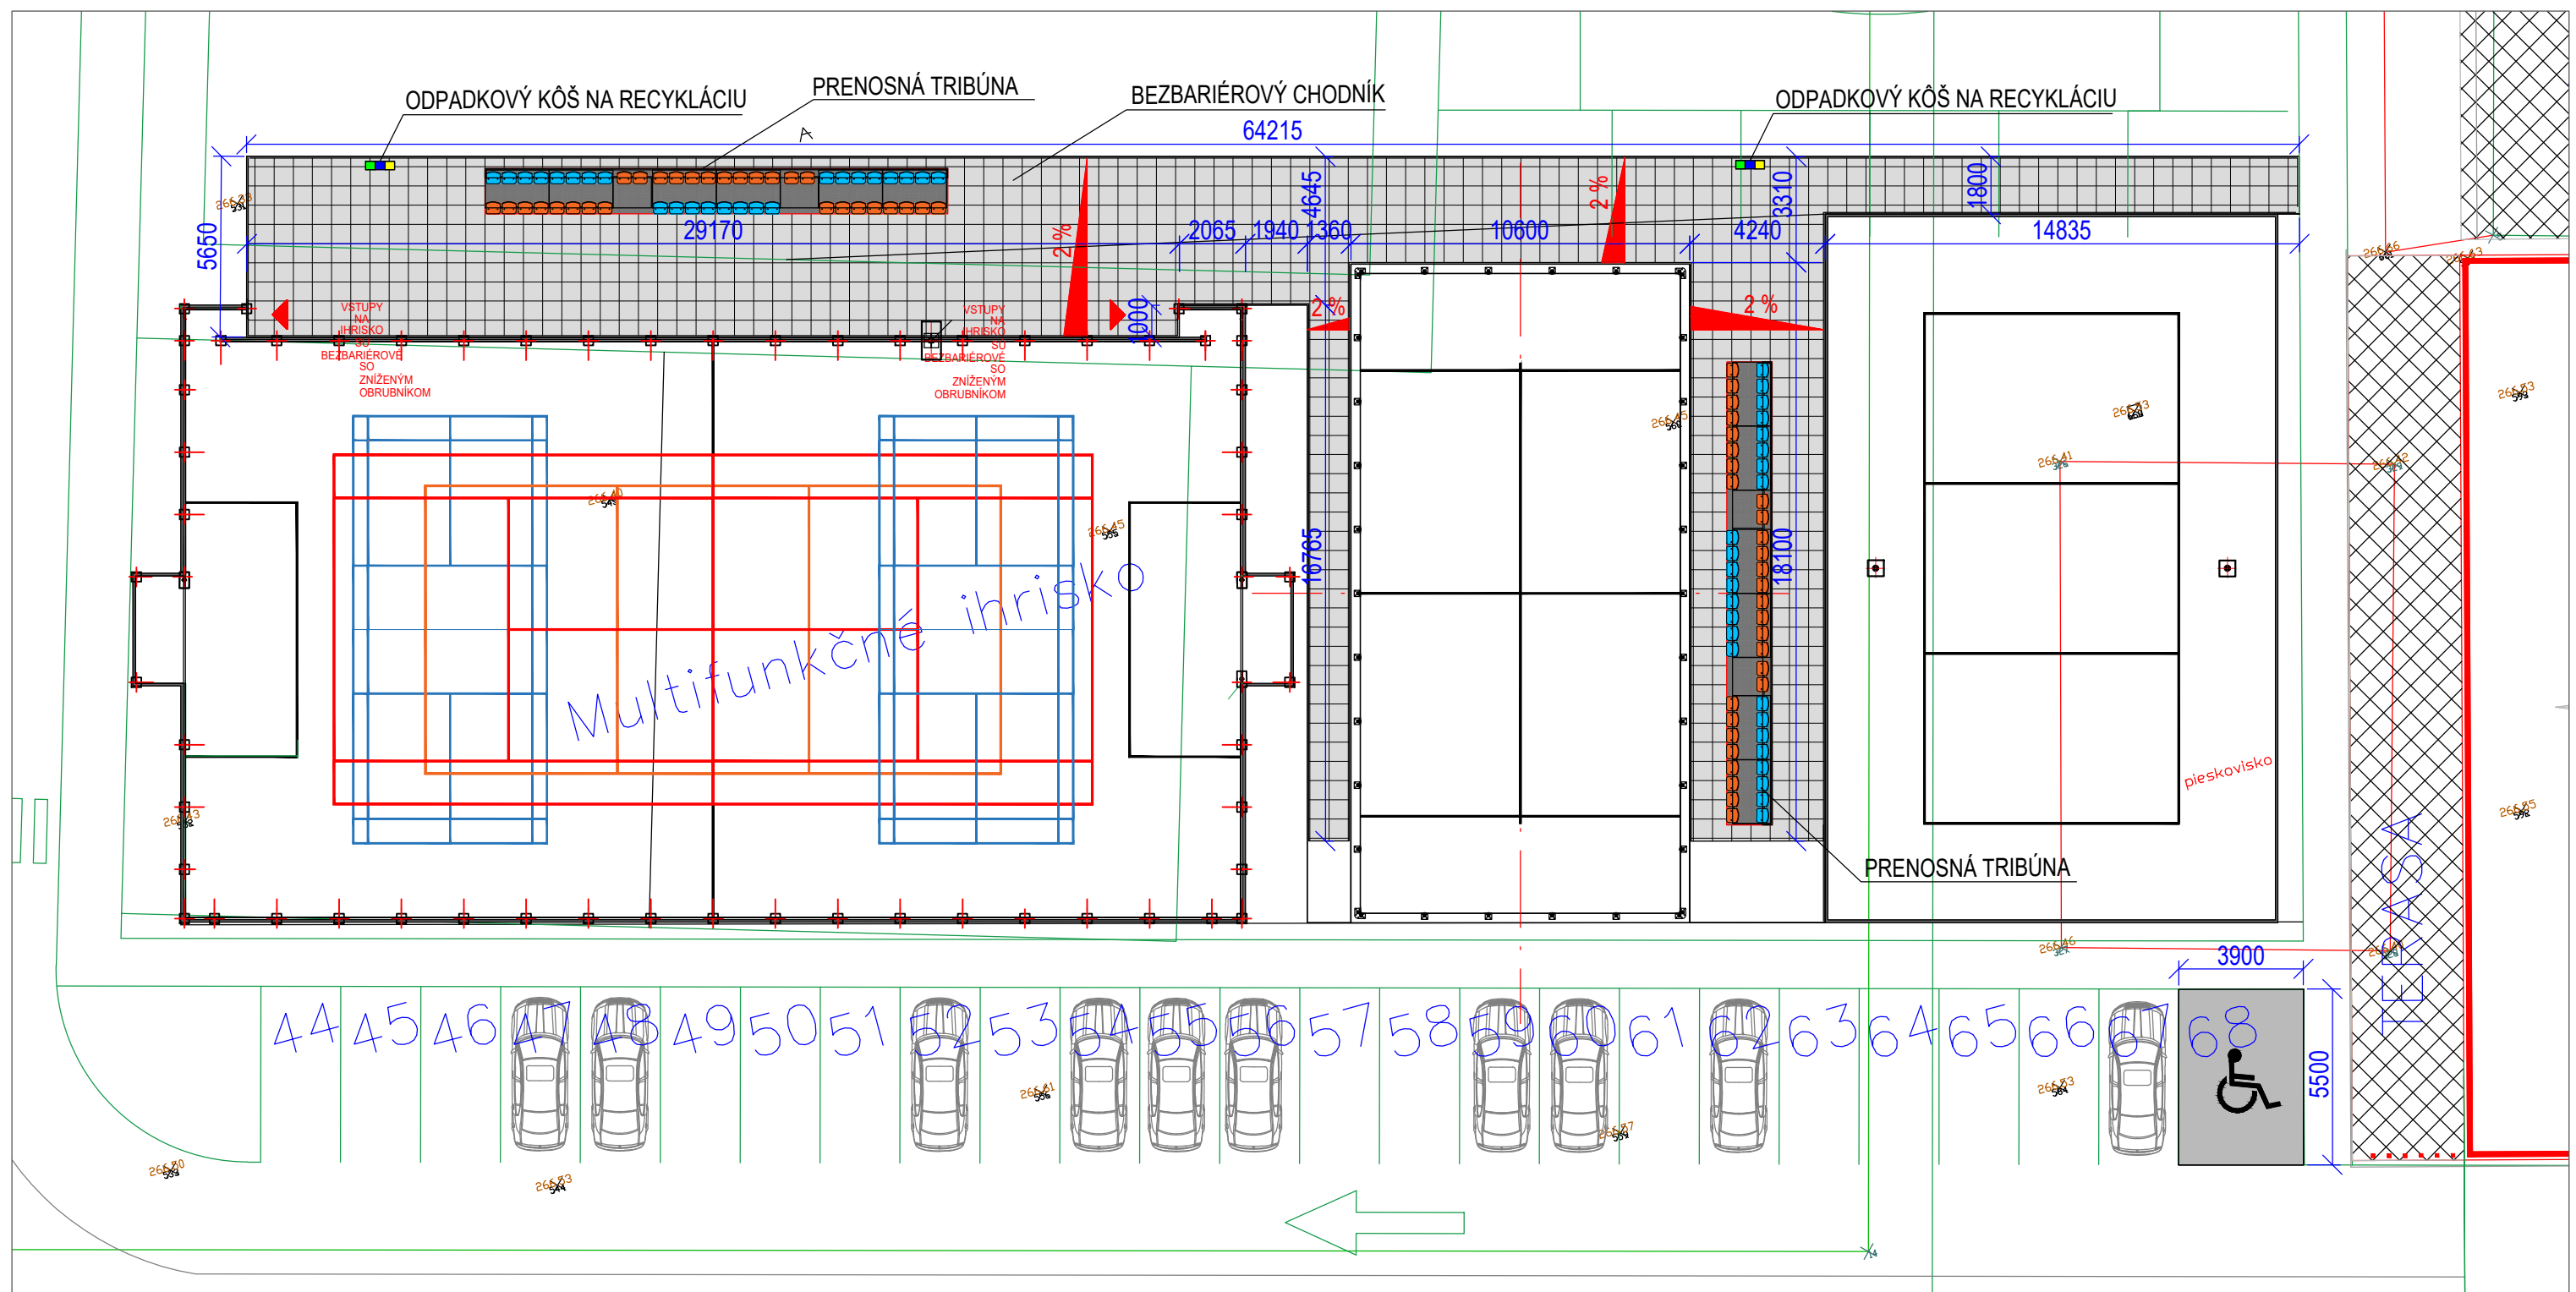 ODPADKOVÝ KÔŠ NA RECYKLÁCIU
PRENOSNÁ TRIBÚNA
BEZBARIÉROVÝ CHODNÍK
ODPADKOVÝ KÔŠ NA RECYKLÁCIU
A
64215
5650
4645
3310
1800
29170
2065
1940
1360
10600
4240
14835
2 %
2 %
2 %
2 %
1000
VSTUPY
NA
IHRISKO
SÚ
BEZBARIÉROVÉ
SO
ZNÍŽENÝM
OBRUBNÍKOM
VSTUPY
NA
IHRISKO
SÚ
BEZBARIÉROVÉ
SO
ZNÍŽENÝM
OBRUBNÍKOM
16765
18100
Multifunkčné ihrisko
pieskovisko
PRENOSNÁ TRIBÚNA
TERASA
3900
5500
44 45 46 47 48 49 50 51 52 53 54 55 56 57 58 59 60 61 62 63 64 65 66 67 68
14